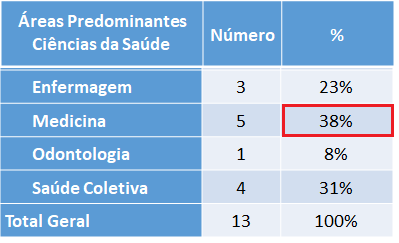 Áreas Predominantes
Ciências da Saúde Número %
Enfermagem 3 23%
Medicina 5 38%
Odontologia 1 8%
Saúde Coletiva 4 31%
Total Geral 13 100%